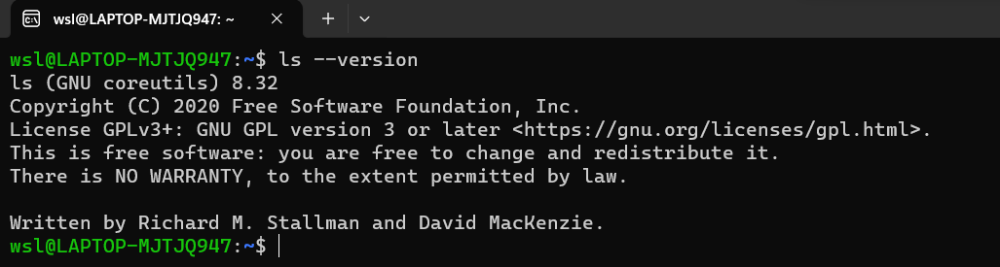 wsl@LAPTOP-MJTJQ947: ~
wsl@LAPTOP-MJTJQ947:~$ ls --version
ls (GNU coreutils) 8.32
Copyright (C) 2020 Free Software Foundation, Inc.
License GPLv3+: GNU GPL version 3 or later <https://gnu.org/licenses/gpl.html>.
This is free software: you are free to change and redistribute it.
There is NO WARRANTY, to the extent permitted by law.

Written by Richard M. Stallman and David MacKenzie.
wsl@LAPTOP-MJTJQ947:~$